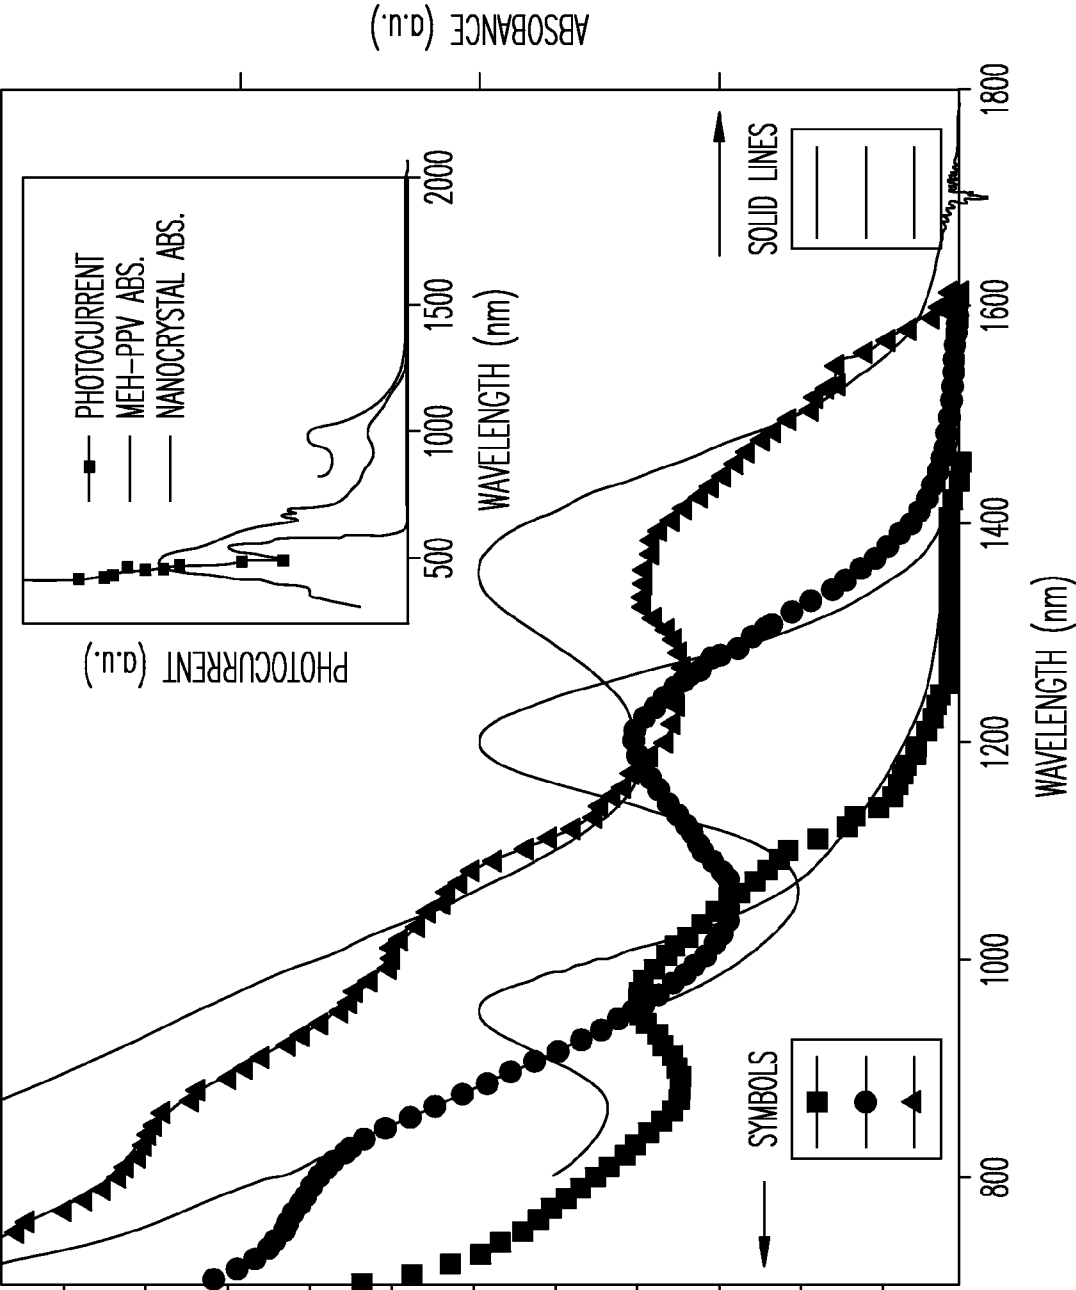 ABSORBANCE (a.u.)
PHOTOCURRENT
MEH-PPV ABS.
NANOCRYSTAL ABS.
PHOTOCURRENT (a.u.)
500
1000
1500
2000
WAVELENGTH (nm)
SYMBOLS
SOLID LINES
800
1000
1200
1400
1600
1800
WAVELENGTH (nm)